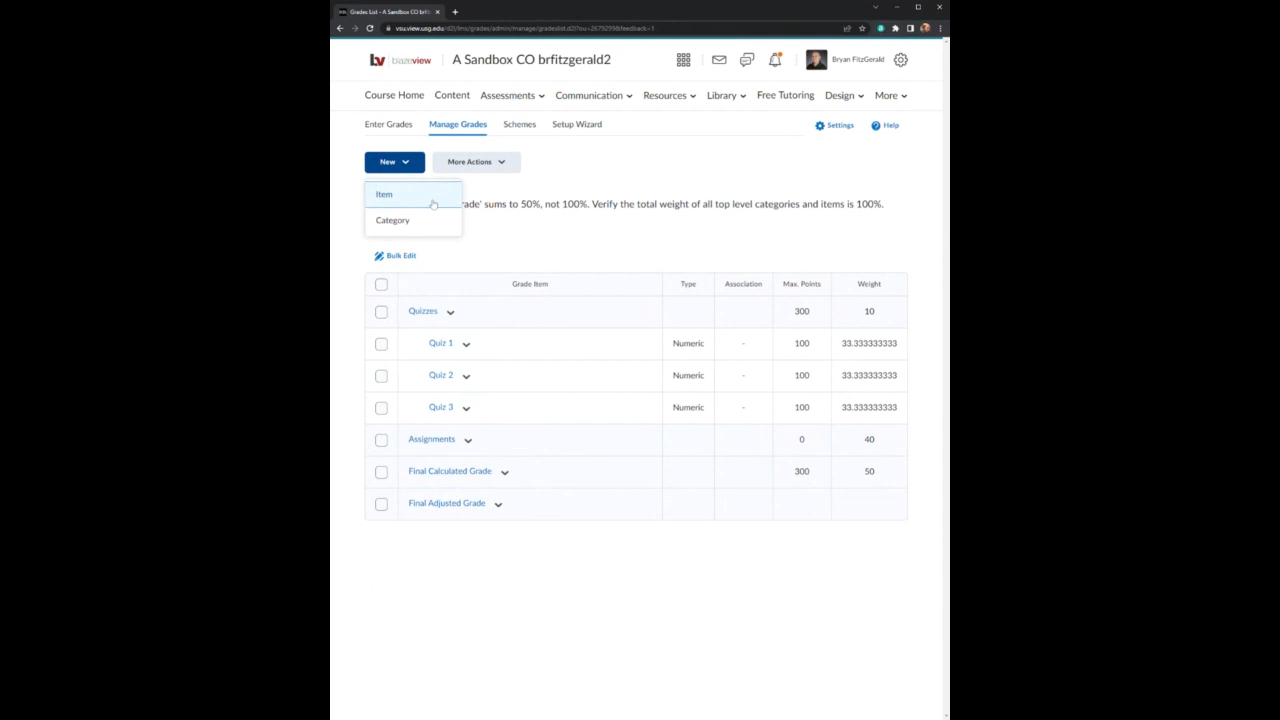 Grades List - A Sandbox CO brfit
vsu.view.usg.edu/d2l/lms/grades/admin/manage/gradeslist.d2l?ou=2679299&feedback=1
blazeview
A Sandbox CO brfitzgerald2
Bryan FitzGerald
Course Home
Content
Assessments
Communication
Resources
Library
Free Tutoring
Design
More
Enter Grades
Manage Grades
Schemes
Setup Wizard
Settings
Help
New
More Actions
Item
rade' sums to 50%, not 100%. Verify the total weight of all top level categories and items is 100%.
Category
Bulk Edit
Grade Item Type Association Max. Points Weight
Quizzes 300 10
Quiz 1 Numeric - 100 33.333333333
Quiz 2 Numeric - 100 33.333333333
Quiz 3 Numeric - 100 33.333333333
Assignments 0 40
Final Calculated Grade 300 50
Final Adjusted Grade